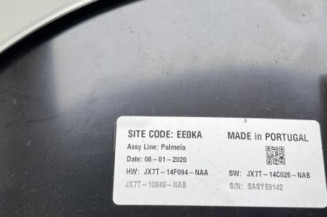 SITE CODE: EE0KA
MADE IN PORTUGAL
Assy Line: Palmela
Date: 08-01-2020
HW: JX7T-14F094-NAA
SW: JX7T-14C026-NAB
JX7T-10849-NAB
S/N: SAGYE5142